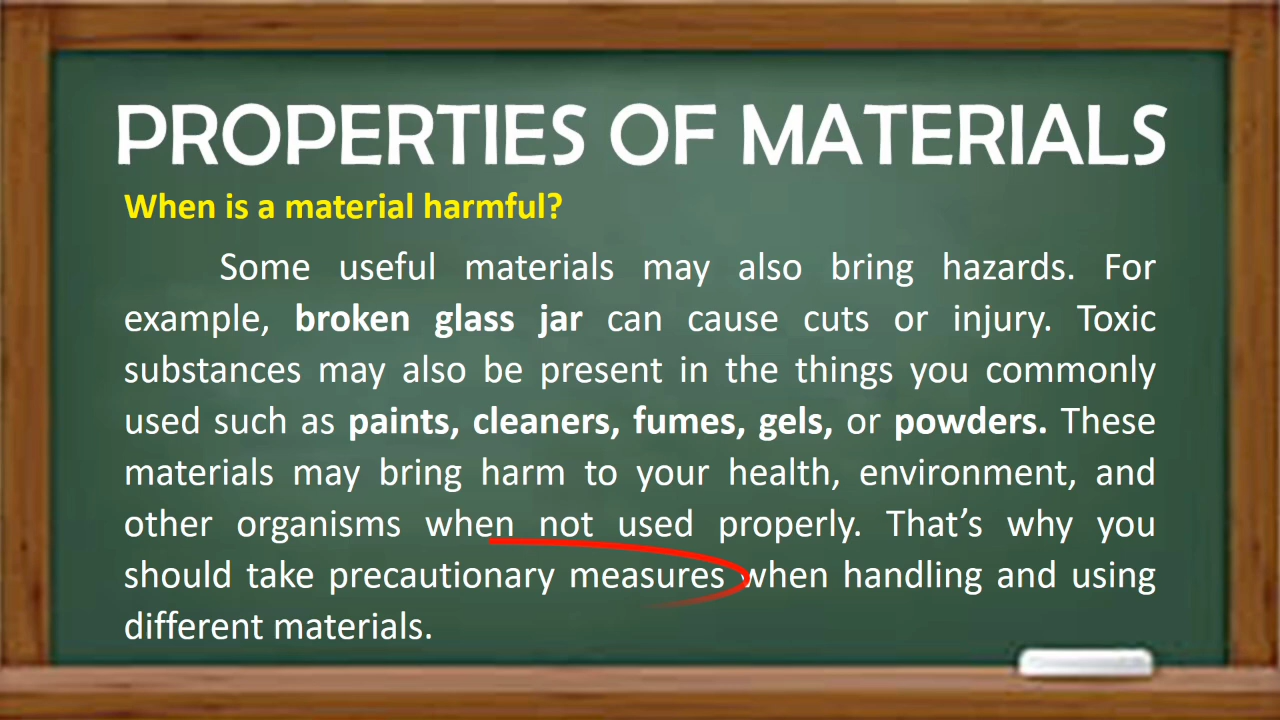 PROPERTIES OF MATERIALS
When is a material harmful?
Some useful materials may also bring hazards. For
example, broken glass jar can cause cuts or injury. Toxic
substances may also be present in the things you commonly
used such as paints, cleaners, fumes, gels, or powders. These
materials may bring harm to your health, environment, and
other organisms when not used properly. That’s why you
should take precautionary measures when handling and using
different materials.